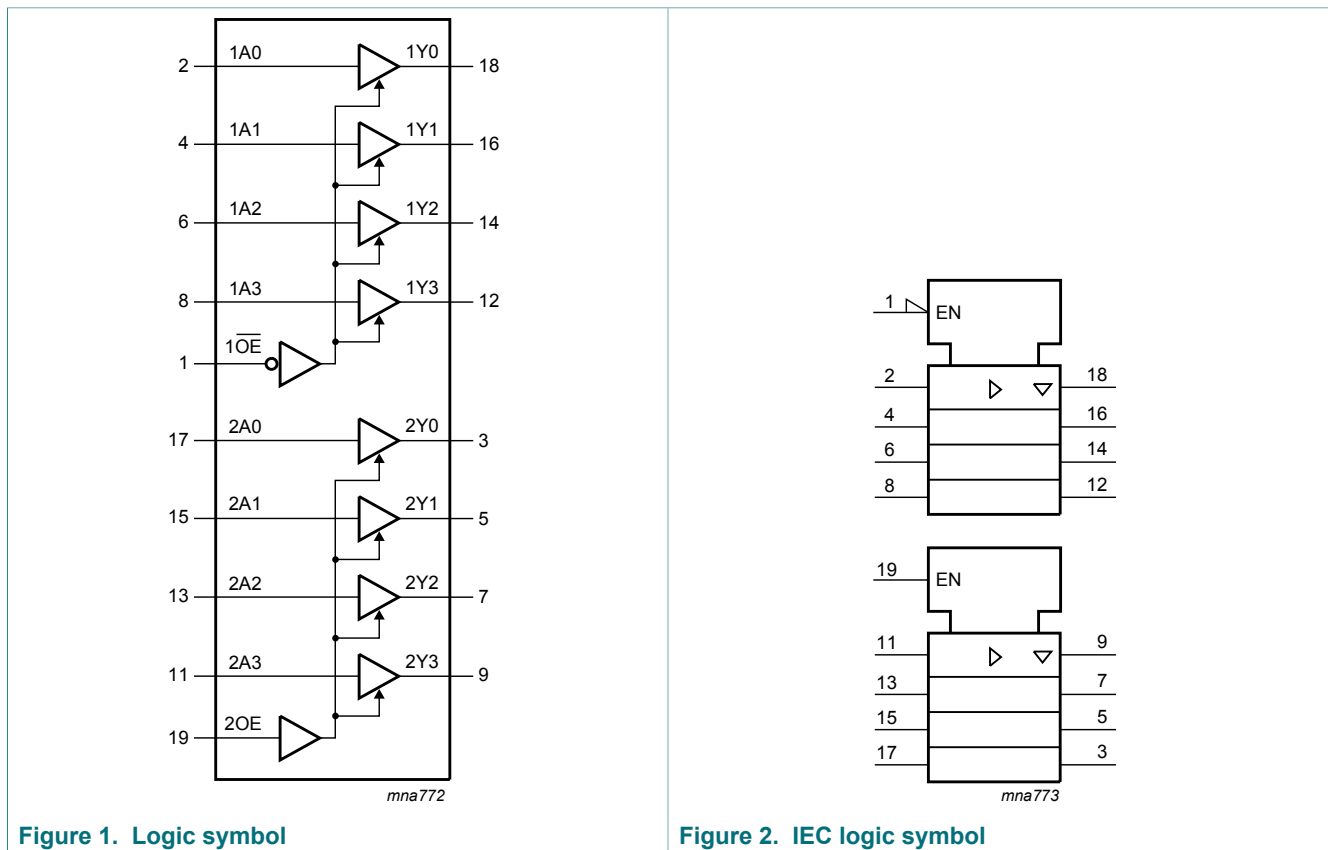 2 1A0 1Y0 18
4 1A1 1Y1 16
6 1A2 1Y2 14
8 1A3 1Y3 12
1 1O̅E̅
17 2A0 2Y0 3
15 2A1 2Y1 5
13 2A2 2Y2 7
11 2A3 2Y3 9
19 2OE
mna772
Figure 1. Logic symbol
1 EN
2 18
4 16
6 14
8 12
19 EN
11 9
13 7
15 5
17 3
mna773
Figure 2. IEC logic symbol